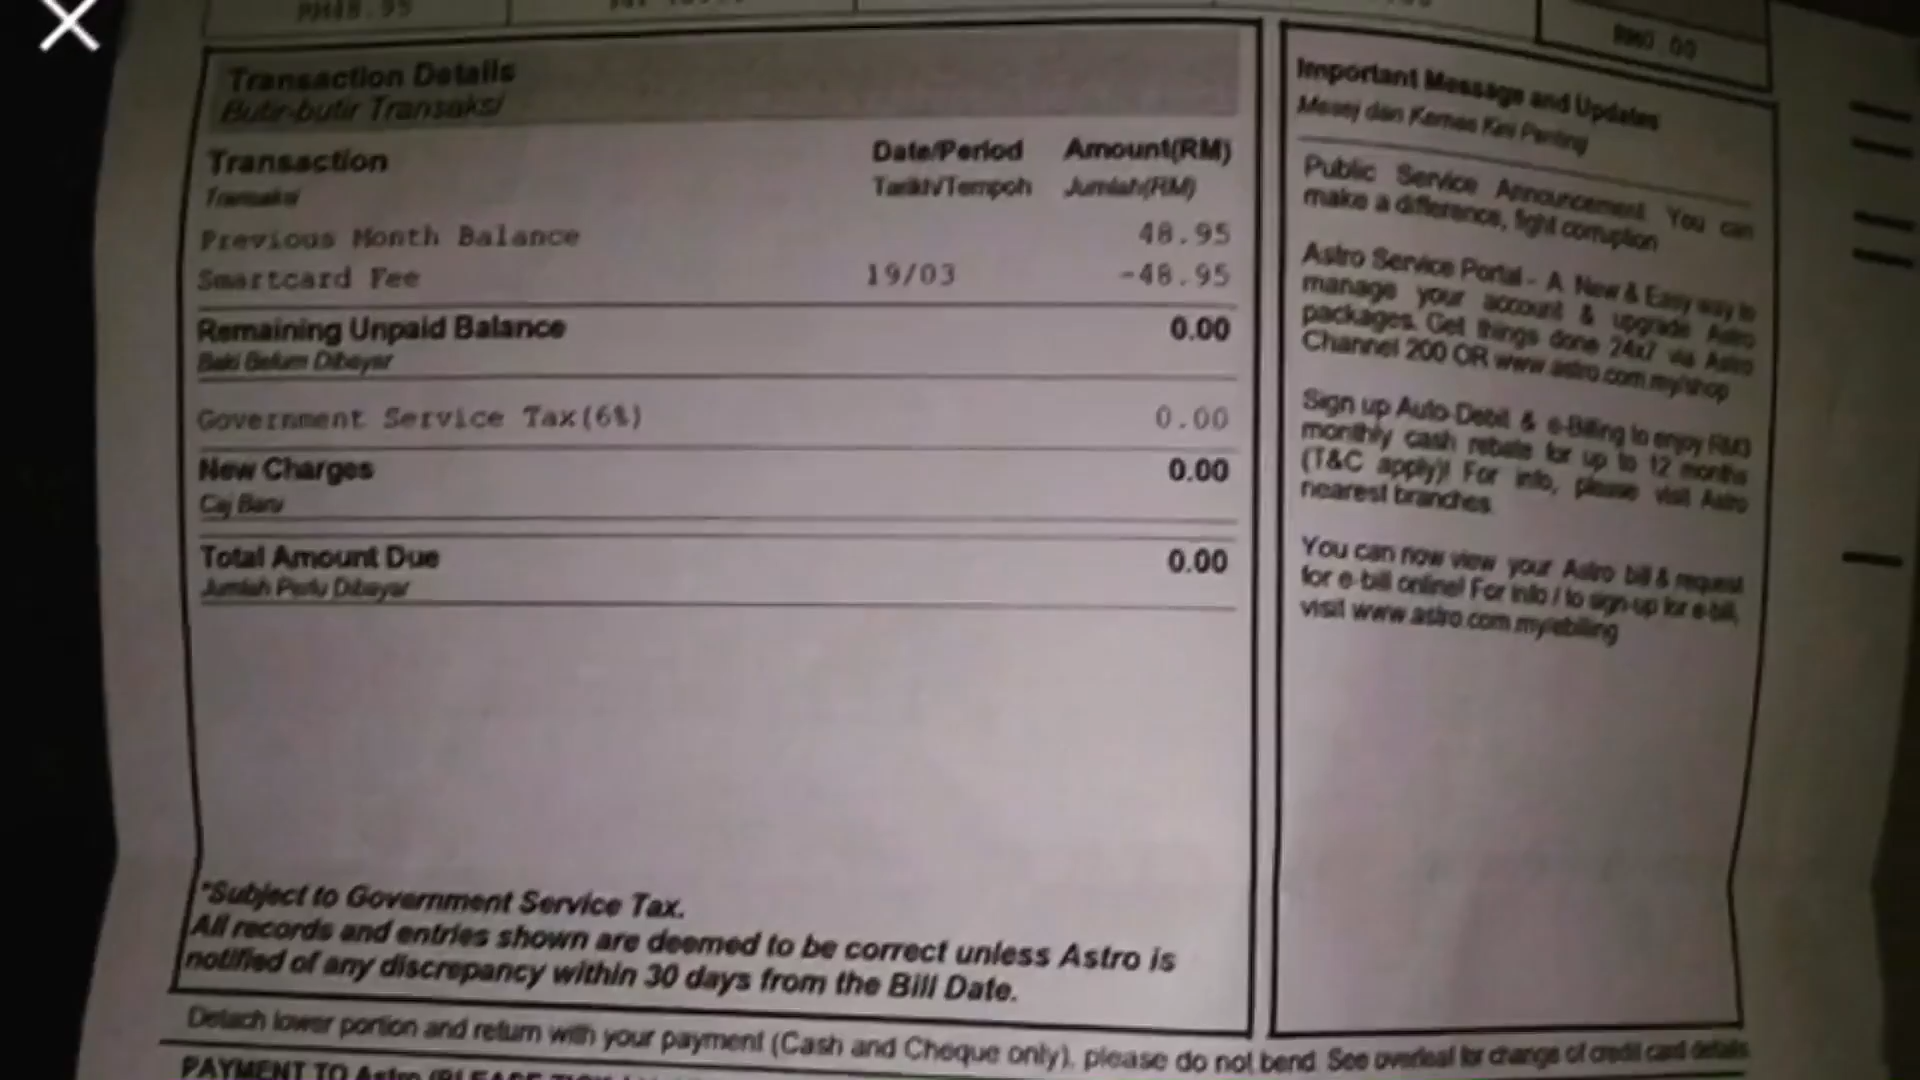 RM48.95
RM0.00
Transaction Details
Butir-butir Transaksi
Transaction Date/Period Amount(RM)
Transaksi Tarikh/Tempoh Jumlah(RM)
Previous Month Balance 48.95
Smartcard Fee 19/03 -48.95
Remaining Unpaid Balance 0.00
Baki Belum Dibayar
Government Service Tax(6%) 0.00
New Charges 0.00
Caj Baru
Total Amount Due 0.00
Jumlah Perlu Dibayar
*Subject to Government Service Tax.
All records and entries shown are deemed to be correct unless Astro is
notified of any discrepancy within 30 days from the Bill Date.
Important Message and Updates
Mesej dan Kemas Kini Penting
Public Service Announcement. You can
make a difference, fight corruption
Astro Service Portal - A New & Easy way to
manage your account & upgrade Astro
packages. Get things done 24x7 via Astro
Channel 200 OR www.astro.com.my/shop
Sign up Auto-Debit & e-Billing to enjoy RM3
monthly cash rebate for up to 12 months
(T&C apply)! For info, please visit Astro
nearest branches.
You can now view your Astro bill & request
for e-bill online! For info / to sign-up for e-bill,
visit www.astro.com.my/ebilling
Detach lower portion and return with your payment (Cash and Cheque only), please do not bend. See overleaf for change of credit card details
PAYMENT TO Astro (PLEASE TICK